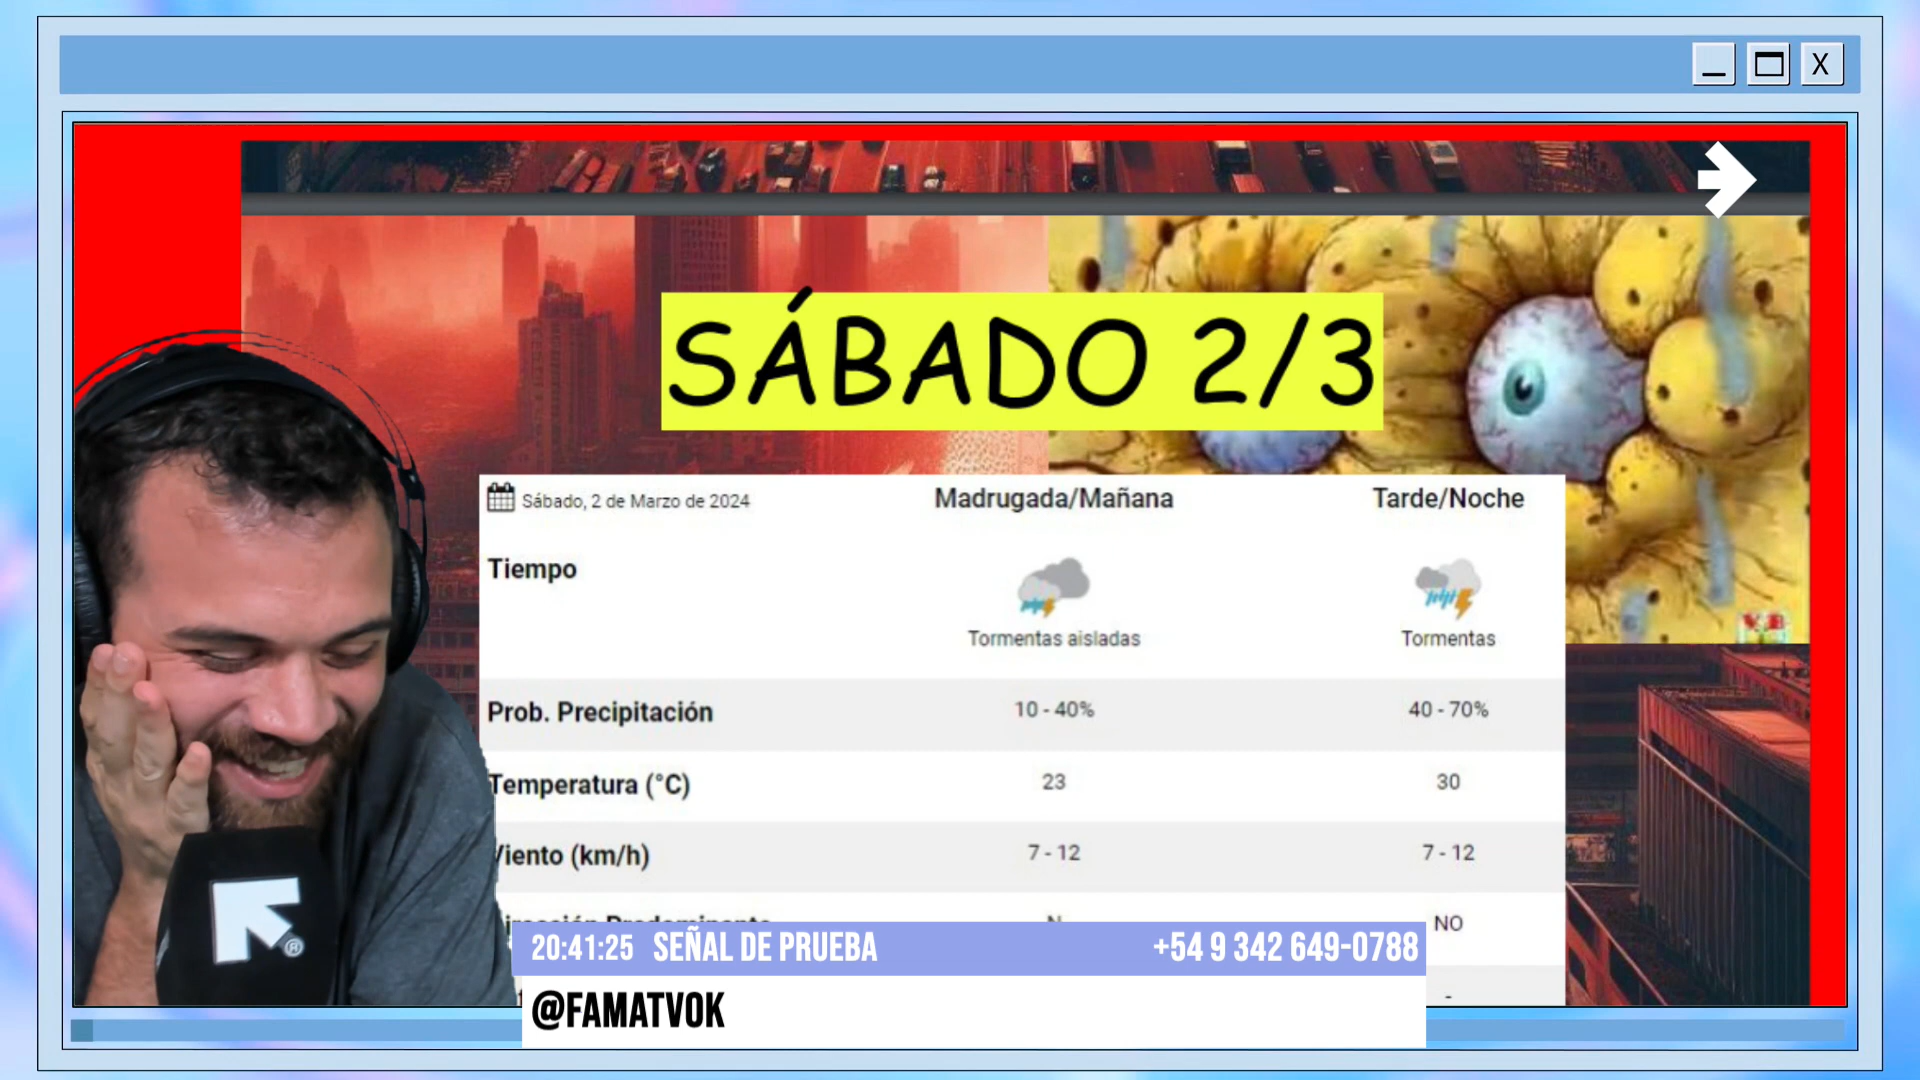 X
SÁBADO 2/3
Sábado, 2 de Marzo de 2024 Madrugada/Mañana Tarde/Noche
Tiempo
Tormentas aisladas Tormentas
Prob. Precipitación 10 - 40% 40 - 70%
Temperatura (°C) 23 30
Viento (km/h) 7 - 12 7 - 12
N NO
-
20:41:25 SEÑAL DE PRUEBA +54 9 342 649-0788
@FAMATVOK
®